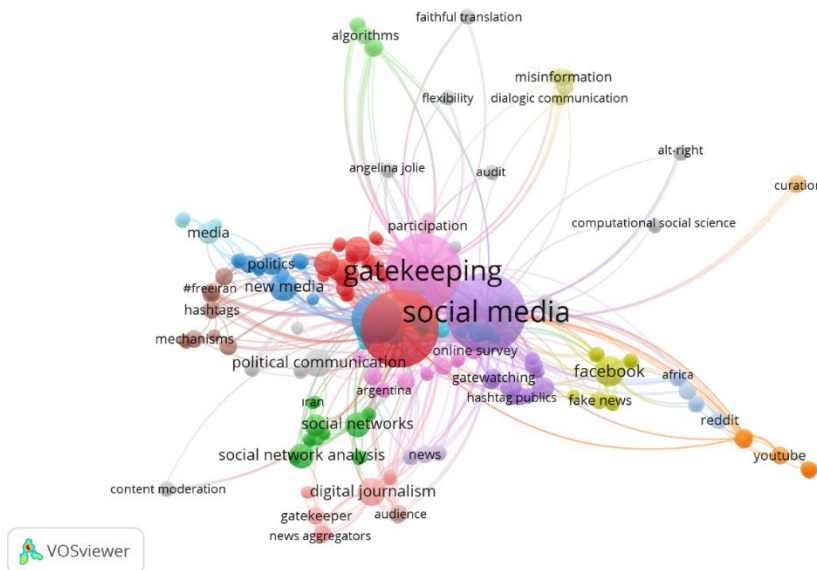 faithful translation
algorithms
misinformation
flexibility
dialogic communication
alt-right
angelina jolie
audit
curation
participation
computational social science
media
politics
gatekeeping
#freeiran
new media
hashtags
social media
mechanisms
online survey
political communication
facebook
africa
gatewatching
argentina
hashtag publics
fake news
iran
social networks
reddit
social network analysis
news
youtube
content moderation
digital journalism
gatekeeper
audience
news aggregators
VOSviewer